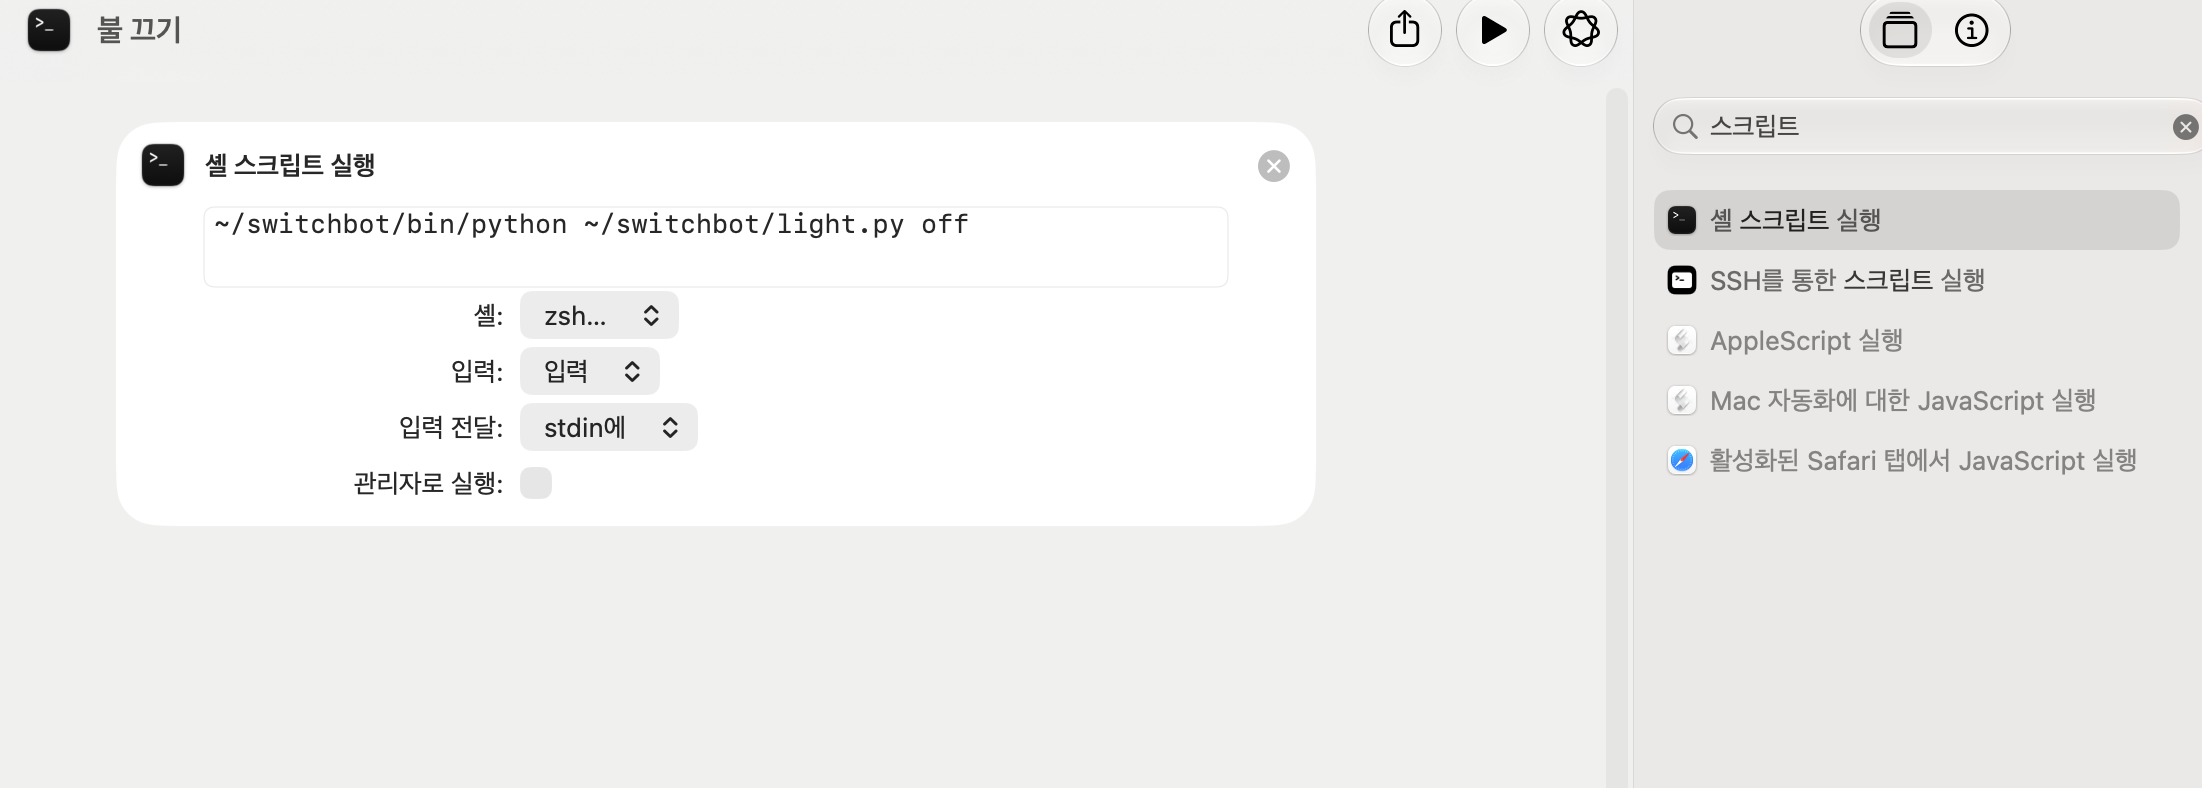 불 끄기
셸 스크립트 실행
~/switchbot/bin/python ~/switchbot/light.py off
셸: zsh...
입력: 입력
입력 전달: stdin에
관리자로 실행:
스크립트
셸 스크립트 실행
SSH를 통한 스크립트 실행
AppleScript 실행
Mac 자동화에 대한 JavaScript 실행
활성화된 Safari 탭에서 JavaScript 실행